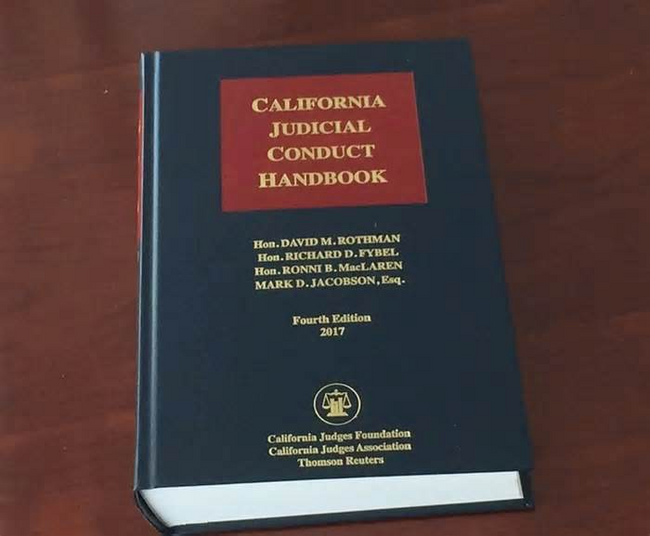 CALIFORNIA
JUDICIAL
CONDUCT
HANDBOOK
Hon. DAVID M. ROTHMAN
Hon. RICHARD D. FYBEL
Hon. RONNI B. MacLAREN
MARK D. JACOBSON, Esq.
Fourth Edition
2017
California Judges Foundation
California Judges Association
Thomson Reuters